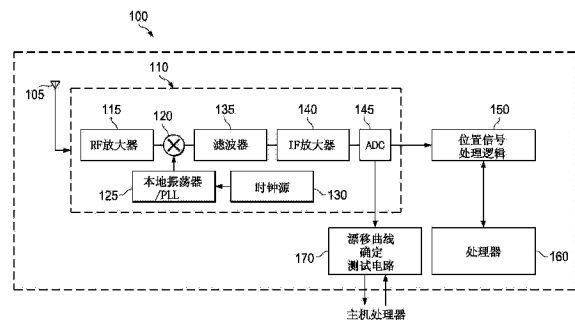 100
110
105
115
120
135
140
145
150
RF放大器
滤波器
IF放大器
ADC
位置信号
处理逻辑
125
本地振荡器
/PLL
时钟源
130
170
漂移曲线
确定
测试电路
处理器
160
主机处理器